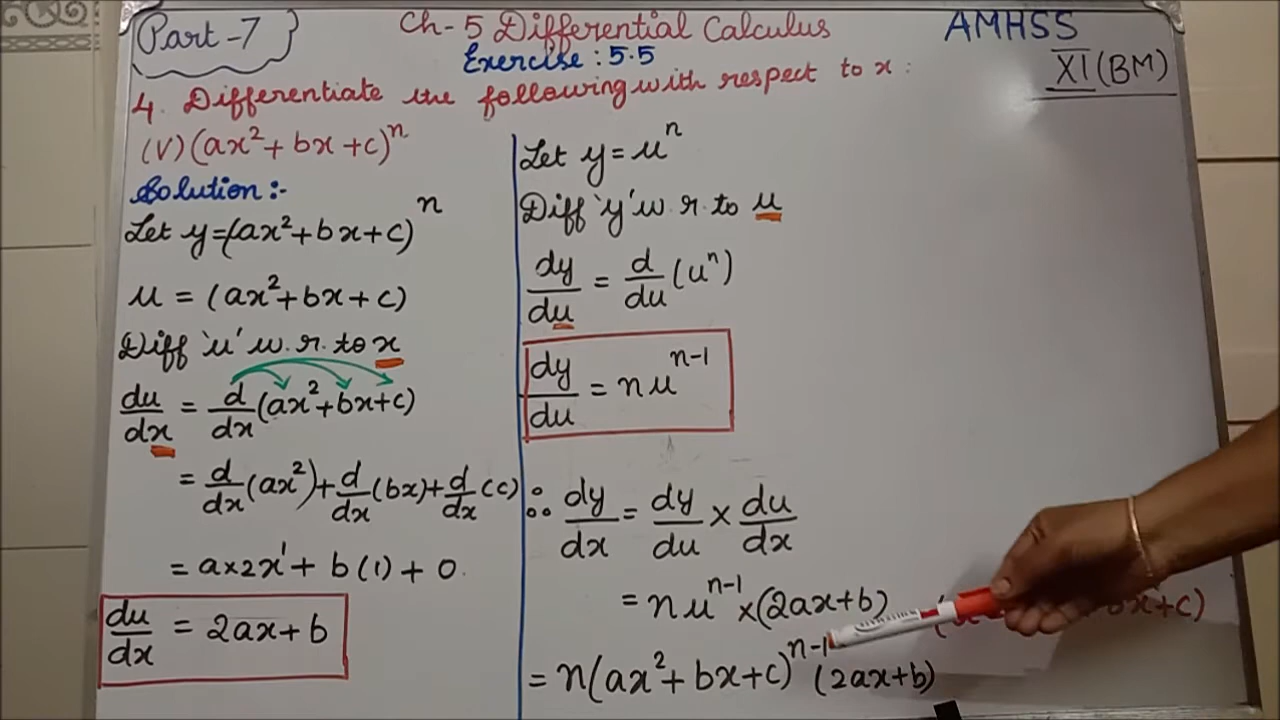 Part-7
Ch-5 Differential Calculus
AMHSS
Exercise: 5.5
XI (BM)
4. Differentiate the following with respect to x:
(V) (ax²+bx+c)ⁿ
Solution:-
Let y=(ax²+bx+c)ⁿ
u = (ax²+bx+c)
Diff 'u' w.r.to x
du/dx = d/dx (ax²+bx+c)
= d/dx (ax²)+d/dx (bx)+d/dx (c)
= a×2x¹+ b(1)+0
du/dx = 2ax+b
Let y=uⁿ
Diff 'y' w.r.to u
dy/du = d/du (uⁿ)
dy/du = nuⁿ⁻¹
∴ dy/dx = dy/du × du/dx
= nuⁿ⁻¹ ×(2ax+b)
bx+c)
= n(ax²+bx+c)ⁿ⁻¹ (2ax+b)